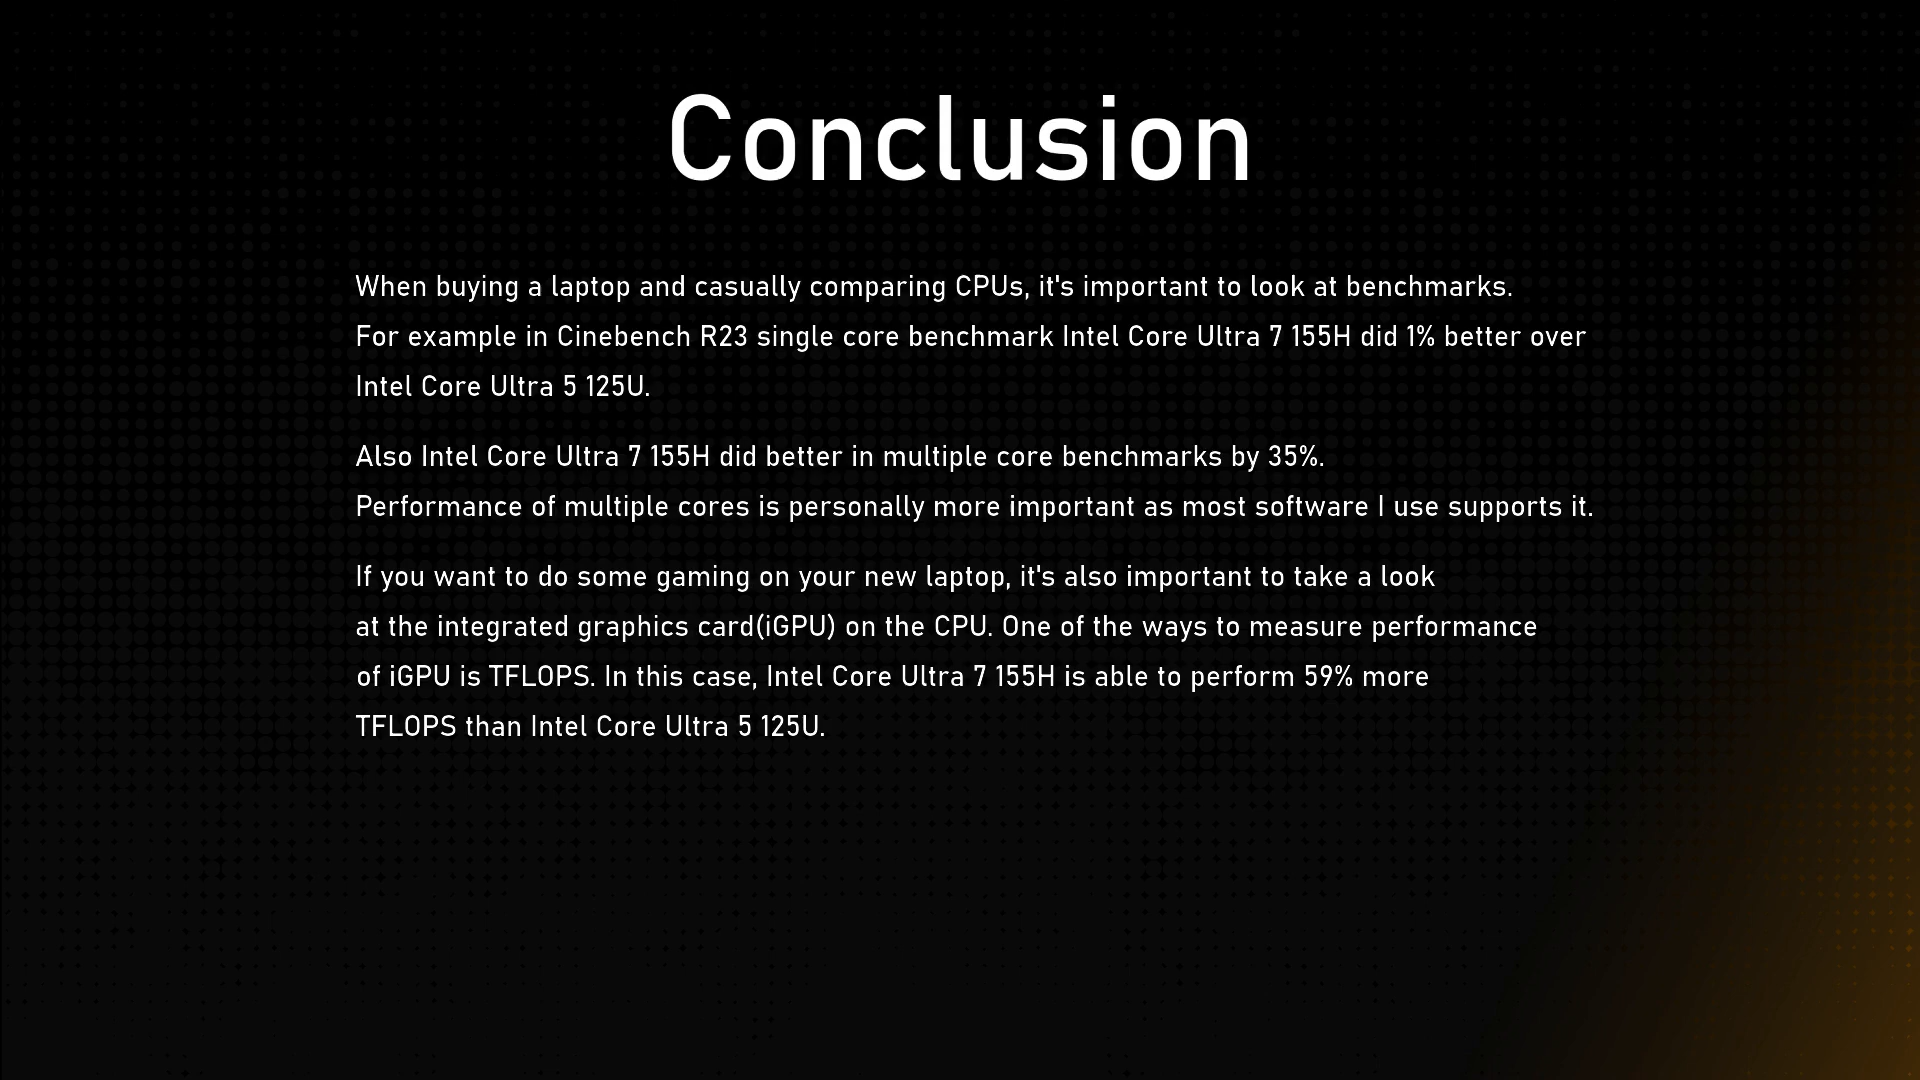 Conclusion
When buying a laptop and casually comparing CPUs, it's important to look at benchmarks.
For example in Cinebench R23 single core benchmark Intel Core Ultra 7 155H did 1% better over
Intel Core Ultra 5 125U.
Also Intel Core Ultra 7 155H did better in multiple core benchmarks by 35%.
Performance of multiple cores is personally more important as most software I use supports it.
If you want to do some gaming on your new laptop, it's also important to take a look
at the integrated graphics card(iGPU) on the CPU. One of the ways to measure performance
of iGPU is TFLOPS. In this case, Intel Core Ultra 7 155H is able to perform 59% more
TFLOPS than Intel Core Ultra 5 125U.